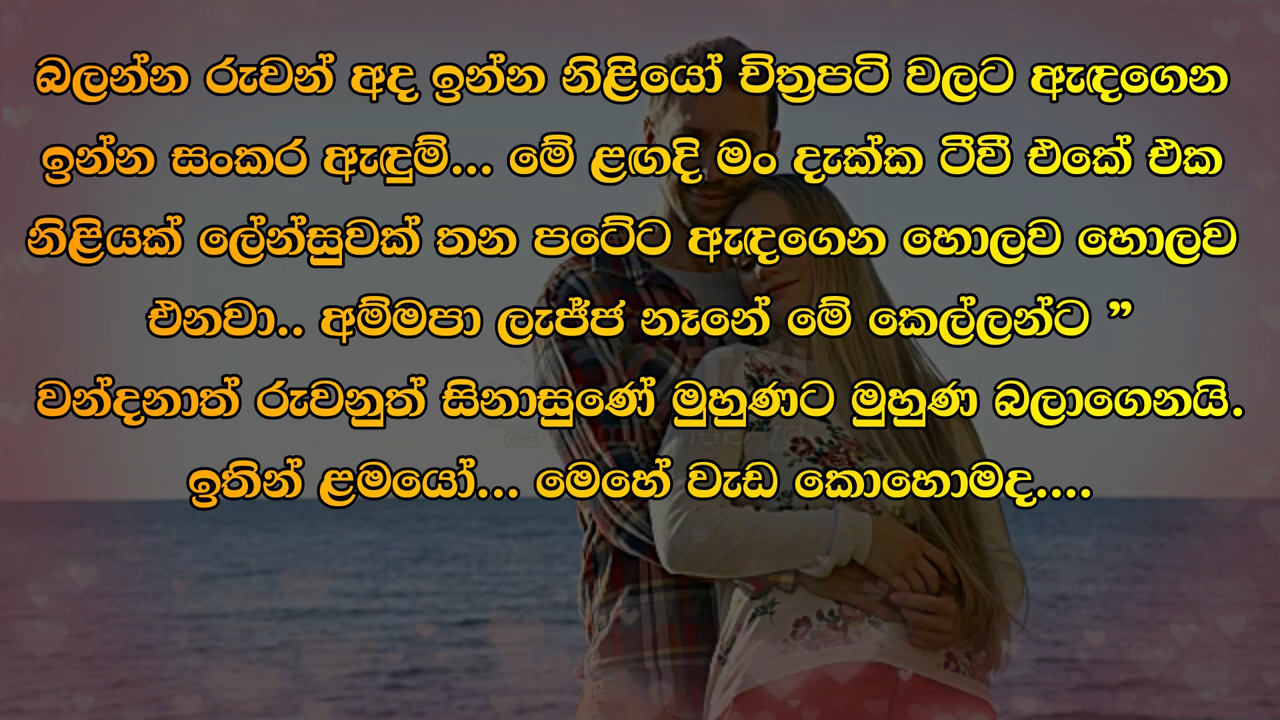 බලන්න රුවන් අද ඉන්න නිළියෝ චිත්‍රපටි වලට ඇඳගෙන
ඉන්න සංකර ඇඳුම්... මේ ළඟදි මං දැක්ක ටීවී එකේ එක
නිළියක් ලේන්සුවක් තන පටේට ඇඳගෙන හොලව හොලව
එනවා.. අම්මපා ලැජ්ජ නෑනේ මේ කෙල්ලන්ට ”
වන්දනාත් රුවනුත් සිනාසුණේ මුහුණට මුහුණ බලාගෙනයි.
ඉතින් ළමයෝ... මෙහේ වැඩ කොහොමද....